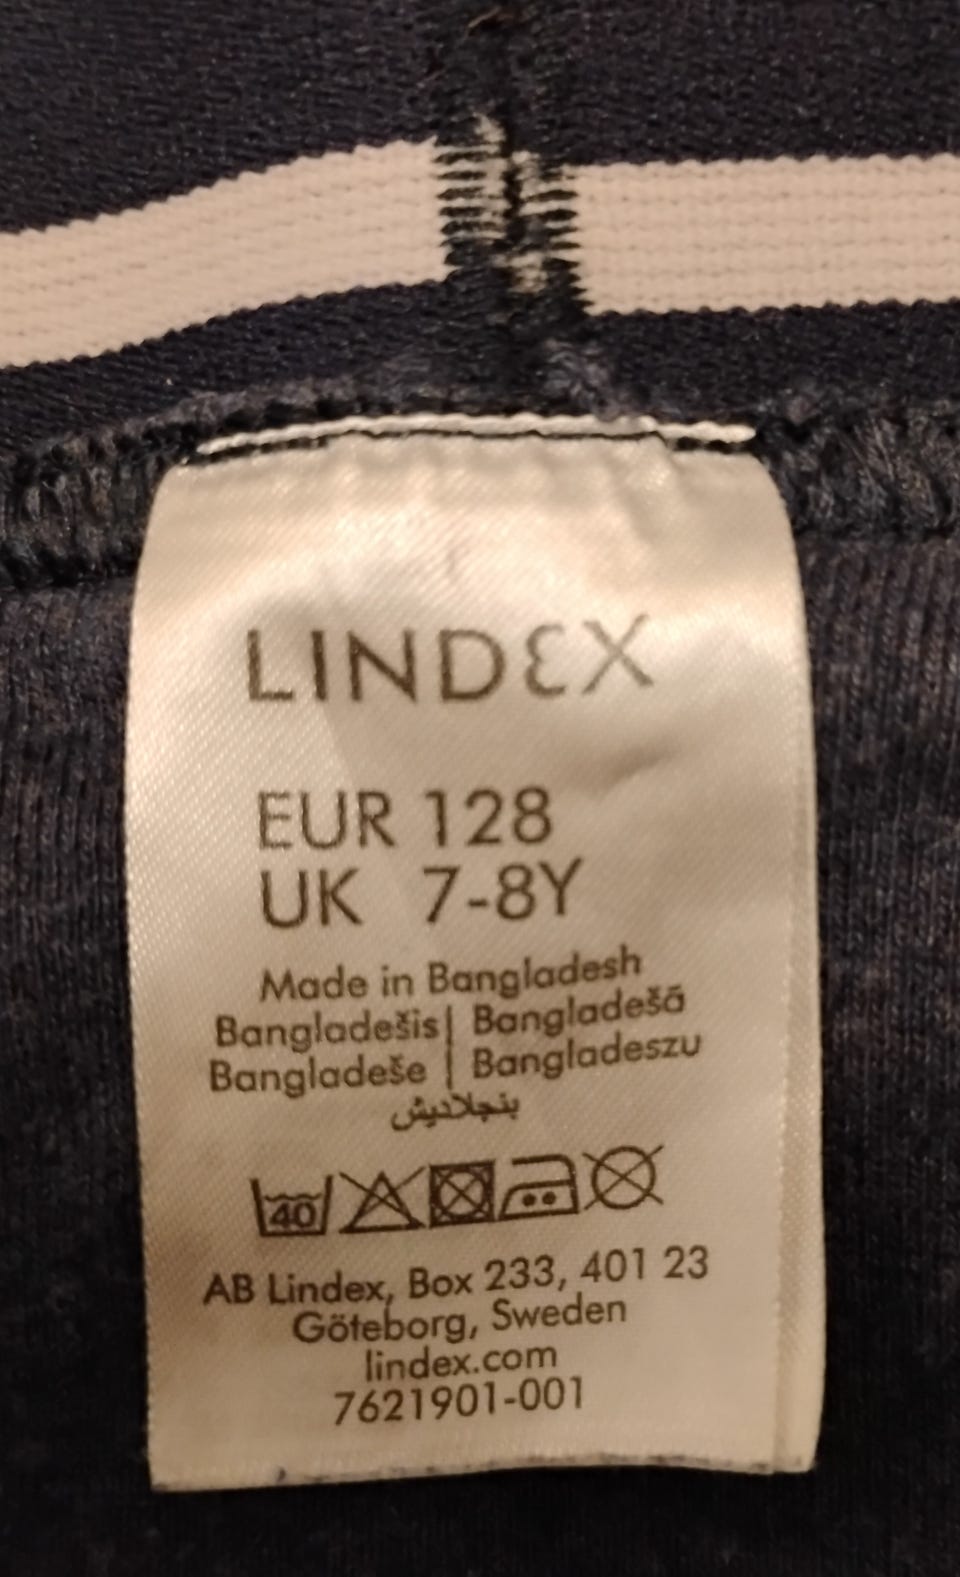 LINDEX
EUR 128
UK 7-8Y
Made in Bangladesh
Bangladešis | Bangladešā
Bangladeše | Bangladeszu
بنجلاديش
40
AB Lindex, Box 233, 401 23
Göteborg, Sweden
lindex.com
7621901-001